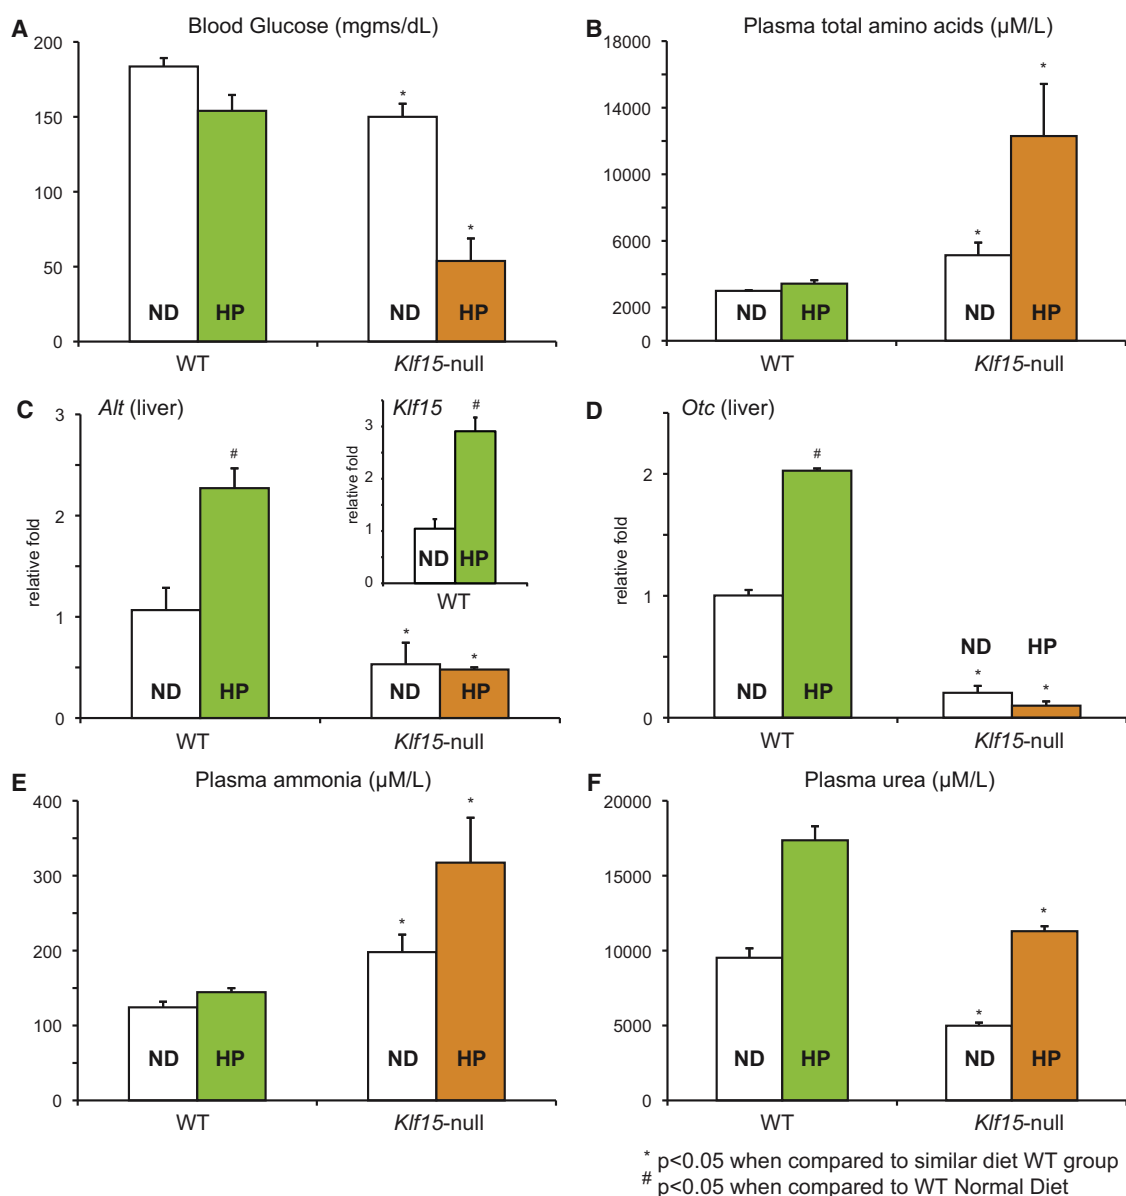 A Blood Glucose (mgms/dL)
200
150
100
50
0
ND HP ND HP
* *
WT Klf15-null
B Plasma total amino acids (µM/L)
18000
14000
10000
6000
2000
0
ND HP ND HP
* *
WT Klf15-null
C Alt (liver)
relative fold
3
2
1
0
ND HP ND HP
# * *
WT Klf15-null
Klf15
relative fold
3
2
1
0
ND HP
#
WT
D Otc (liver)
relative fold
2
1
0
ND HP ND HP
# * *
WT Klf15-null
E Plasma ammonia (µM/L)
400
300
200
100
0
ND HP ND HP
* *
WT Klf15-null
F Plasma urea (µM/L)
20000
15000
10000
5000
0
ND HP ND HP
* *
WT Klf15-null
* p<0.05 when compared to similar diet WT group
# p<0.05 when compared to WT Normal Diet